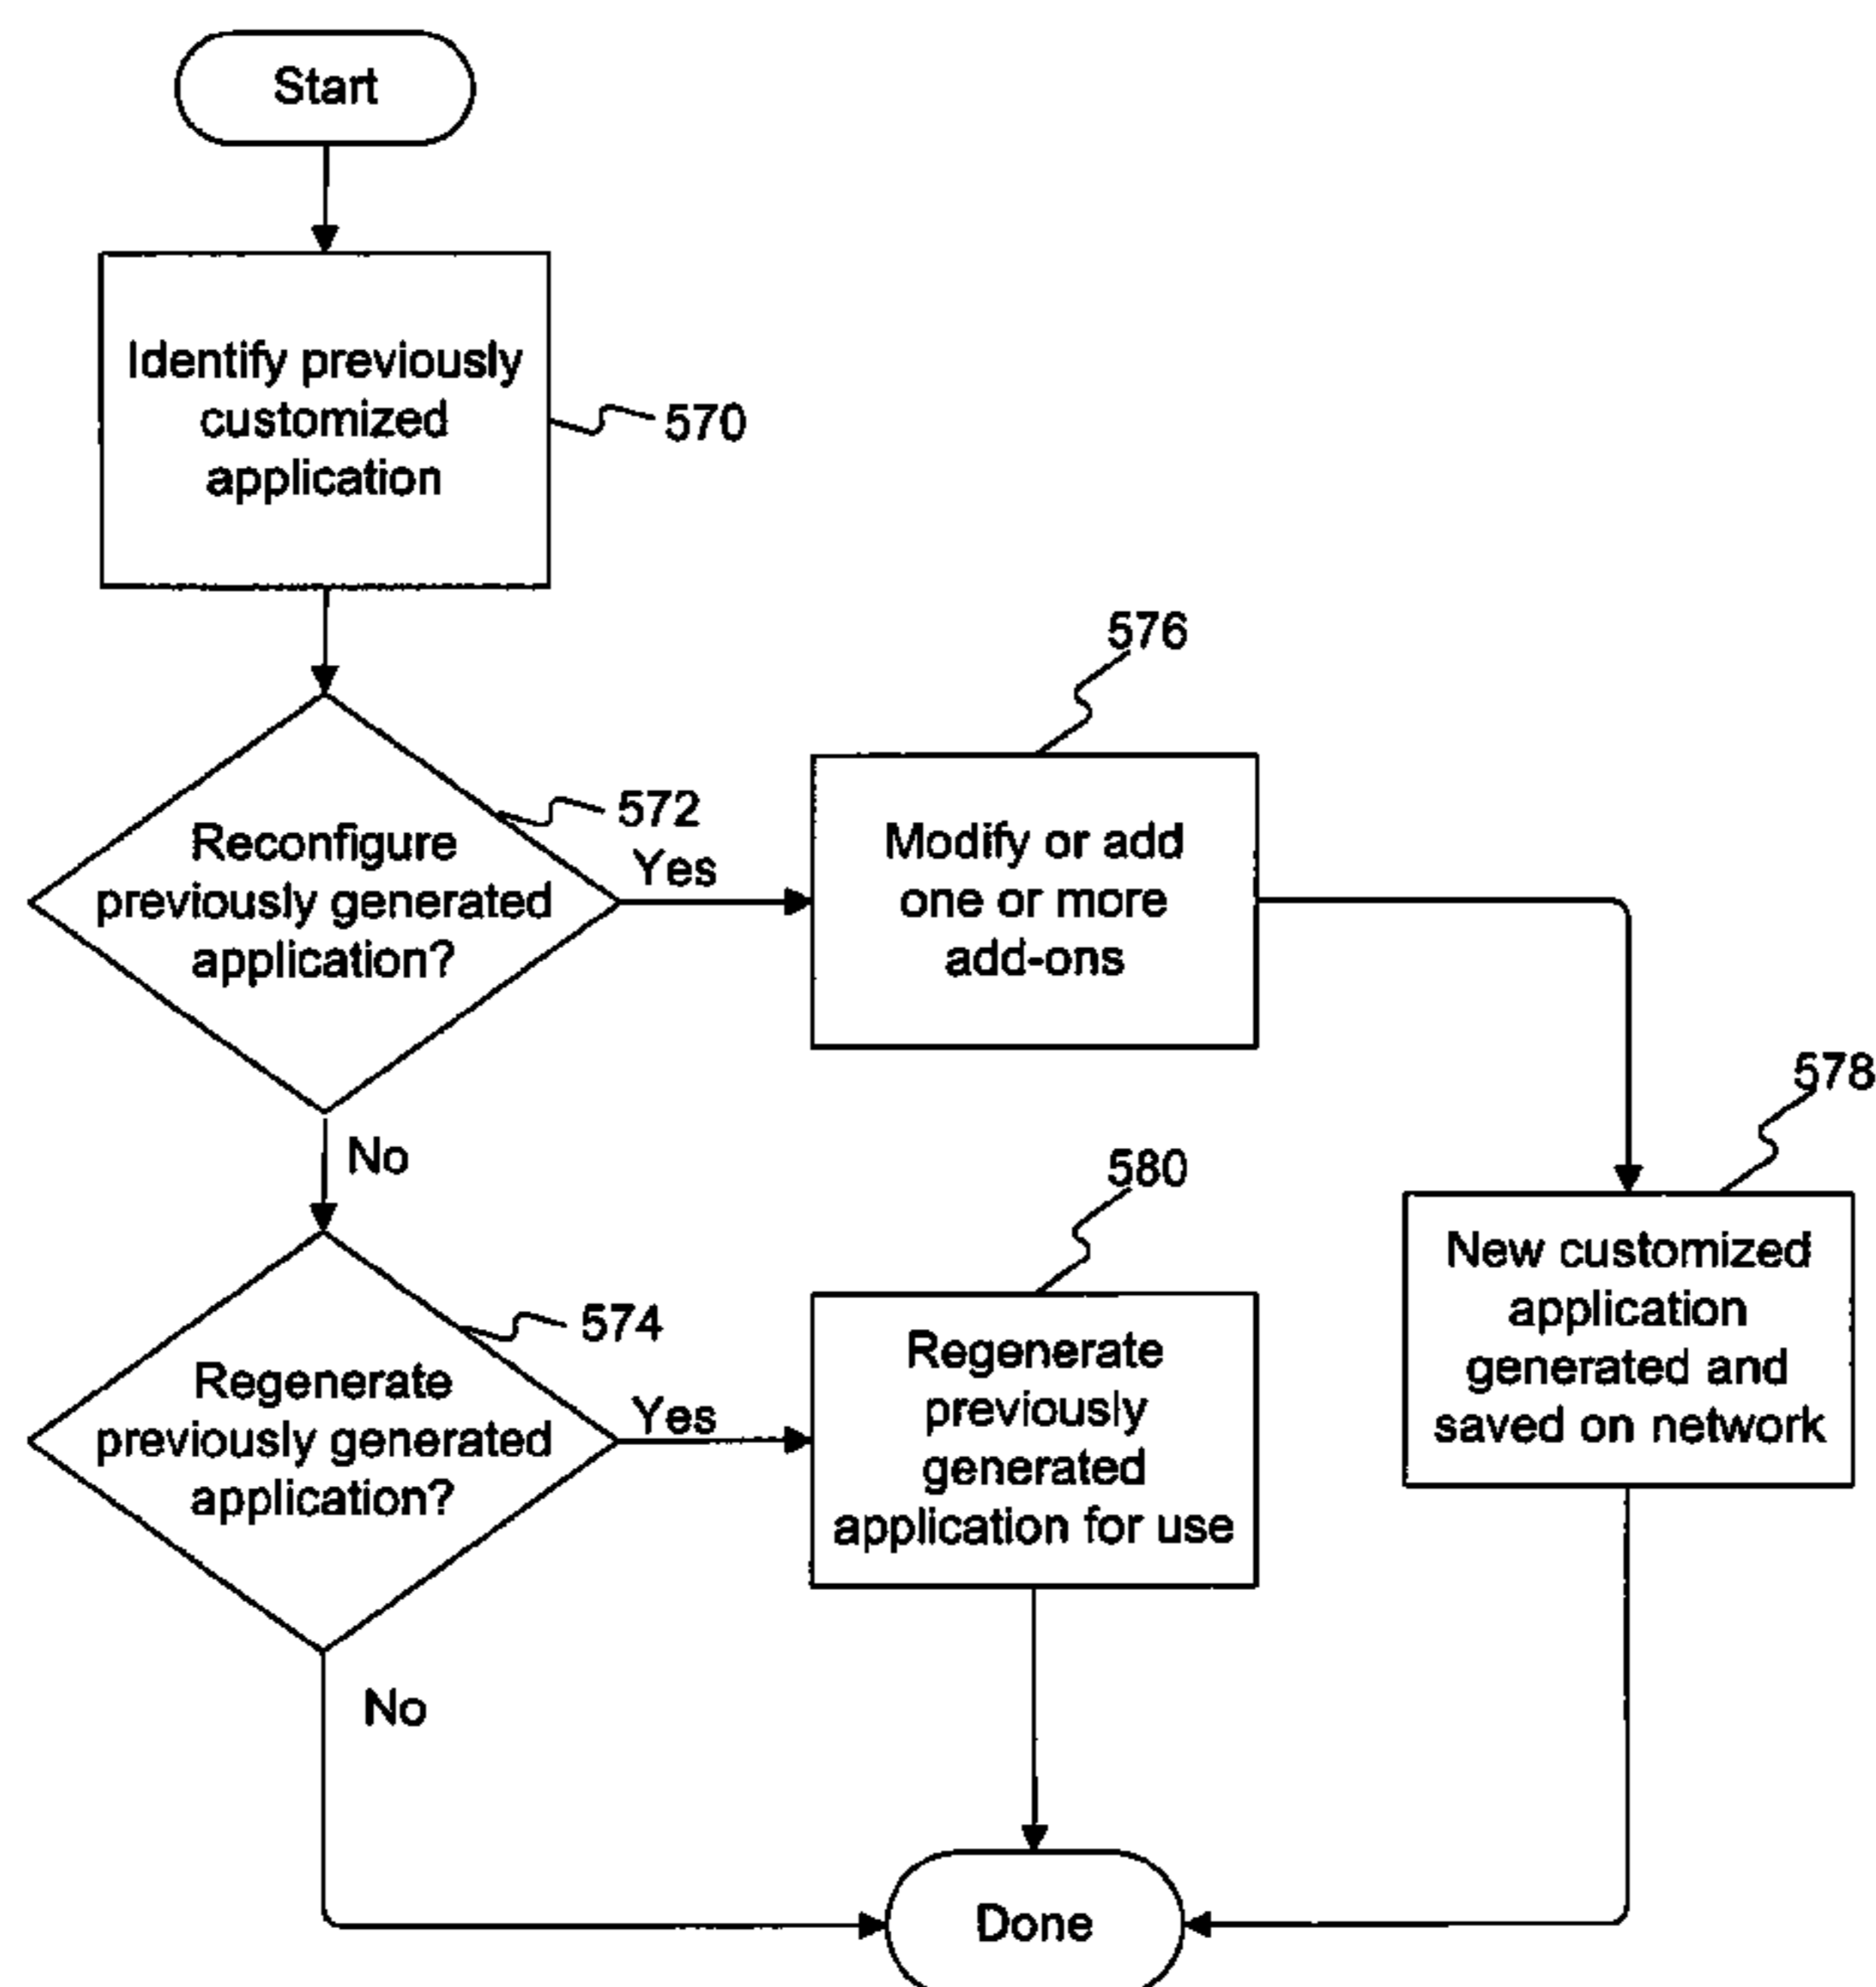 Start
Identify previously
customized
application
570
576
572
Reconfigure
previously generated
application?
Yes
Modify or add
one or more
add-ons
578
No
580
New customized
application
generated and
saved on network
574
Regenerate
previously generated
application?
Yes
Regenerate
previously
generated
application for use
No
Done